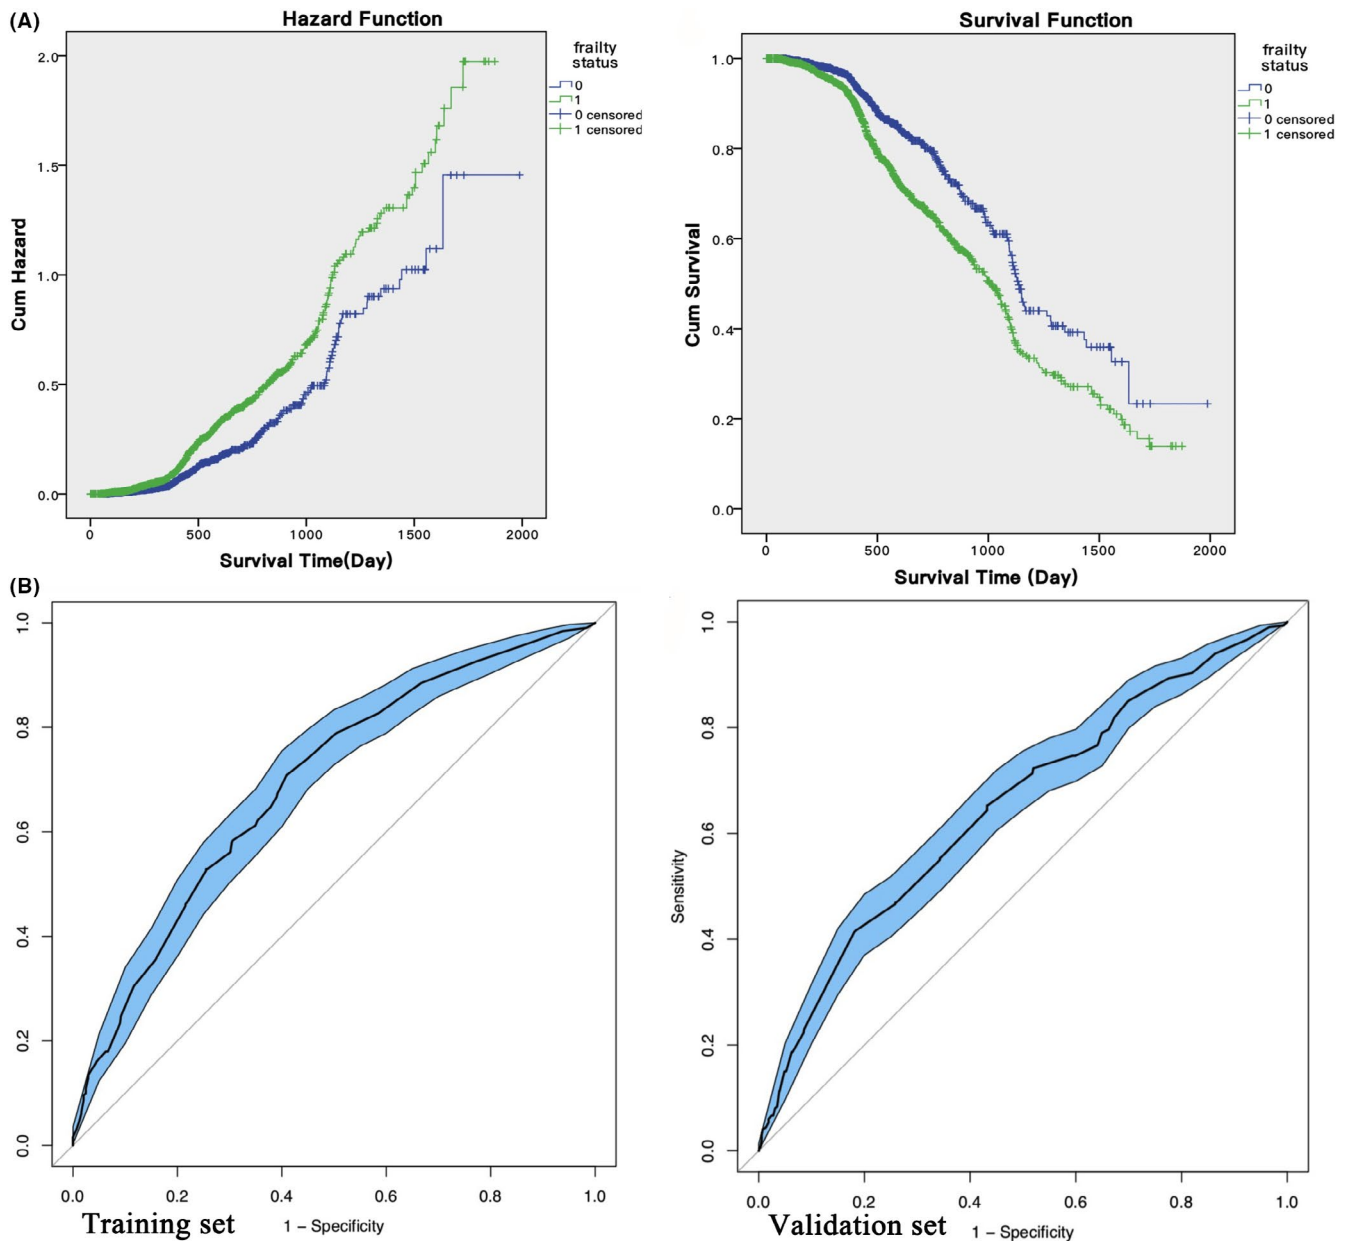 (A)
Hazard Function
Cum Hazard
2.0
1.5
1.0
0.5
0.0
0 500 1000 1500 2000
Survival Time(Day)
frailty
status
0
1
0 censored
1 censored
Survival Function
Cum Survival
1.0
0.8
0.6
0.4
0.2
0.0
0 500 1000 1500 2000
Survival Time (Day)
frailty
status
0
1
0 censored
1 censored
(B)
1.0
0.8
0.6
0.4
0.2
0.0
0.0 0.2 0.4 0.6 0.8 1.0
Training set 1 – Specificity
Sensitivity
1.0
0.8
0.6
0.4
0.2
0.0
0.0 0.2 0.4 0.6 0.8 1.0
Validation set 1 – Specificity